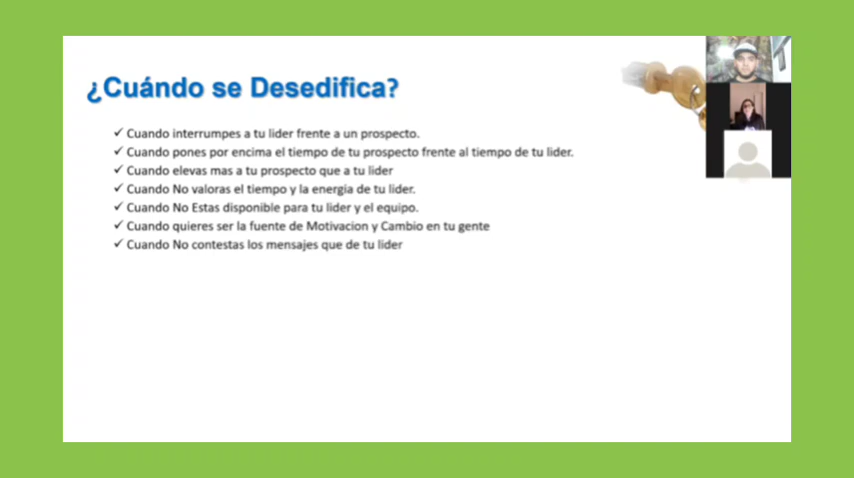 ¿Cuándo se Desedifica?
✓ Cuando interrumpes a tu lider frente a un prospecto.
✓ Cuando pones por encima el tiempo de tu prospecto frente al tiempo de tu lider.
✓ Cuando elevas mas a tu prospecto que a tu lider
✓ Cuando No valoras el tiempo y la energia de tu lider.
✓ Cuando No Estas disponible para tu lider y el equipo.
✓ Cuando quieres ser la fuente de Motivacion y Cambio en tu gente
✓ Cuando No contestas los mensajes que de tu lider